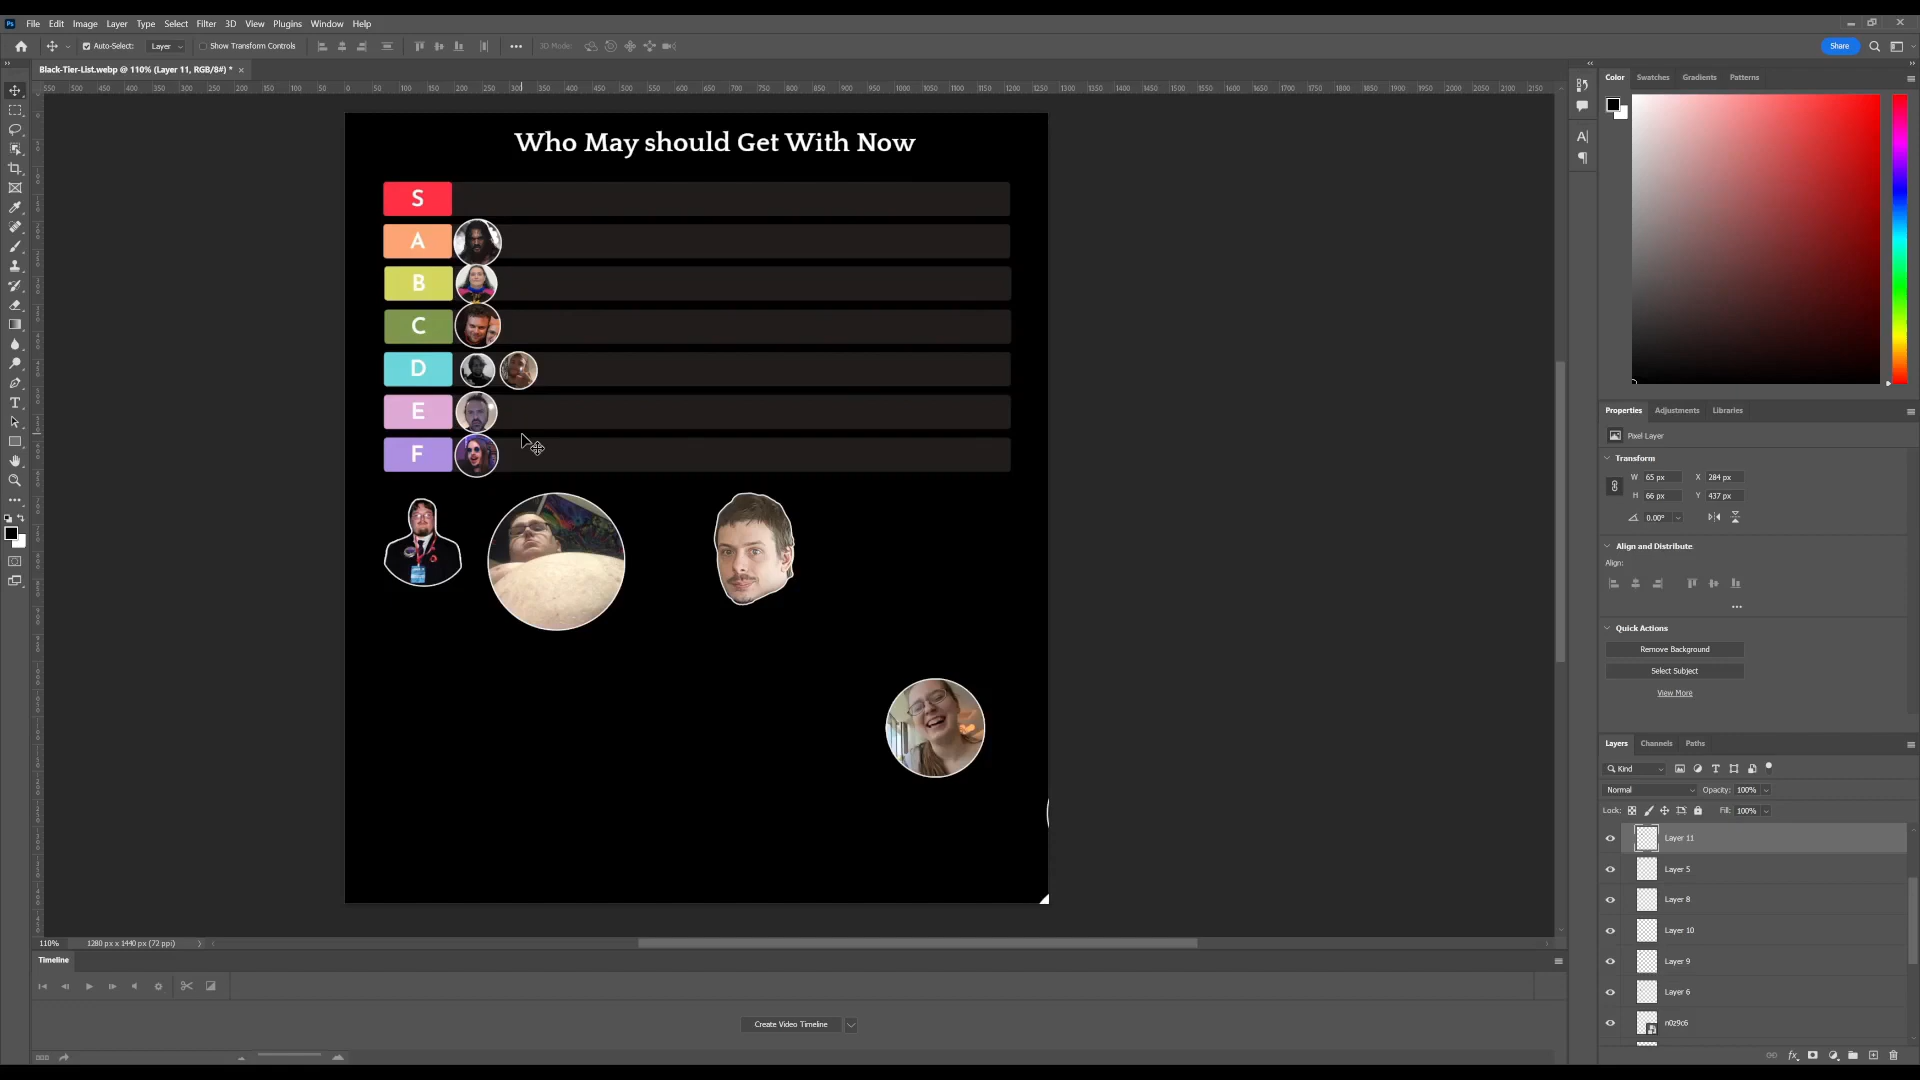 Ps File Edit Image Layer Type Select Filter 3D View Plugins Window Help
Auto-Select: Layer Show Transform Controls 3D Mode: Share
Black-Tier-List.webp @ 110% (Layer 11, RGB/8#) * ×
Color Swatches Gradients Patterns
Who May should Get With Now
S
A
B
C
D
E
F
Properties Adjustments Libraries
Pixel Layer
Transform
W 65 px X 284 px
H 66 px Y 437 px
0.00°
Align and Distribute
Align:
Quick Actions
Remove Background
Select Subject
View More
Layers Channels Paths
Kind
Normal Opacity: 100%
Lock: Fill: 100%
Layer 11
Layer 5
Layer 8
Layer 10
Layer 9
Layer 6
n0z9c6
110% 1280 px x 1440 px (72 ppi)
Timeline
Create Video Timeline